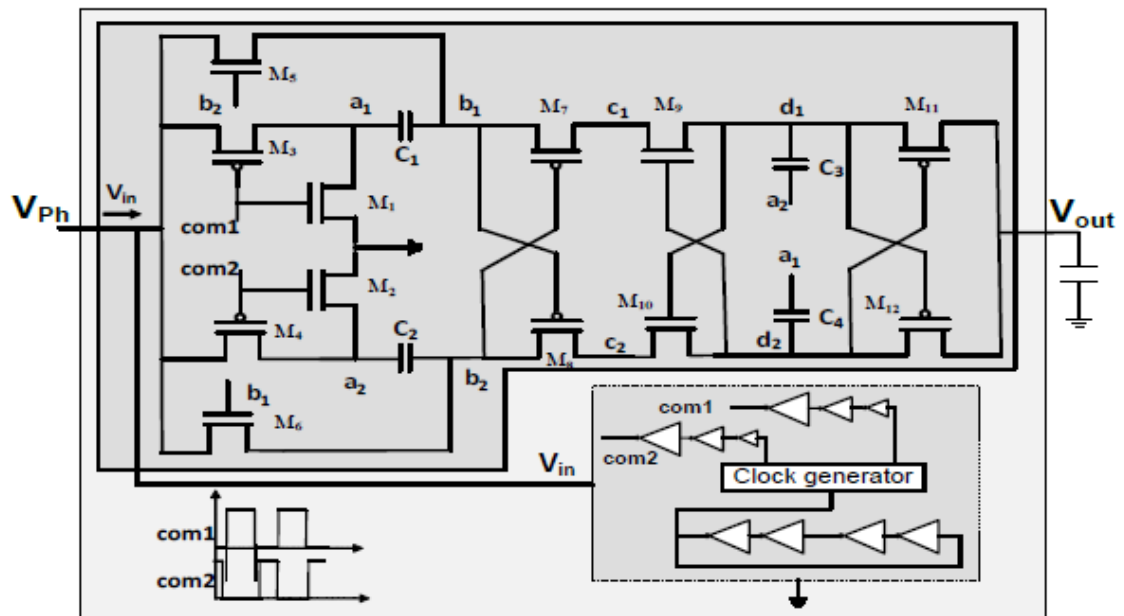 M5
b2
a1
b1
M7
c1
M9
d1
M11
M3
C1
C3
Vin
M1
a2
VPh
com1
Vout
com2
a1
M2
M10
M12
M4
C2
C4
a2
b2
M8
c2
d2
b1
M6
com1
com2
Vin
Clock generator
com1
com2